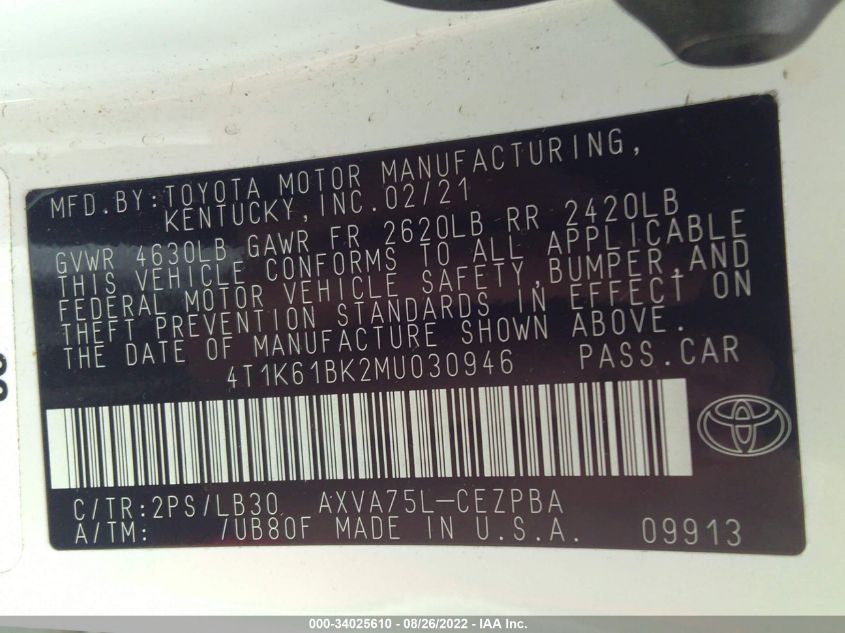 MFD.BY:TOYOTA MOTOR MANUFACTURING,
KENTUCKY,INC.02/21
GVWR 4630LB GAWR FR 2620LB RR 2420LB
THIS VEHICLE CONFORMS TO ALL APPLICABLE
FEDERAL MOTOR VEHICLE SAFETY,BUMPER,AND
THEFT PREVENTION STANDARDS IN EFFECT ON
THE DATE OF MANUFACTURE SHOWN ABOVE.
4T1K61BK2MU030946 PASS.CAR
C/TR:2PS/LB30 AXVA75L-CEZPBA
A/TM: /UB80F MADE IN U.S.A. 09913
000-34025610 - 08/26/2022 - IAA Inc.